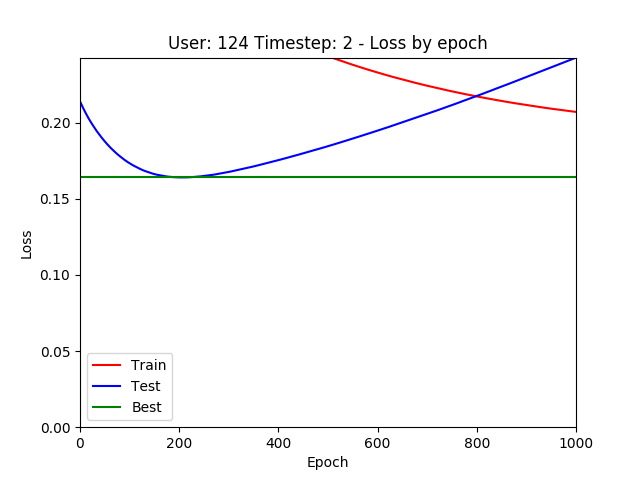 User: 124 Timestep: 2 - Loss by epoch
0.20
0.15
0.10
0.05
0.00
Loss
Train
Test
Best
0 200 400 600 800 1000
Epoch